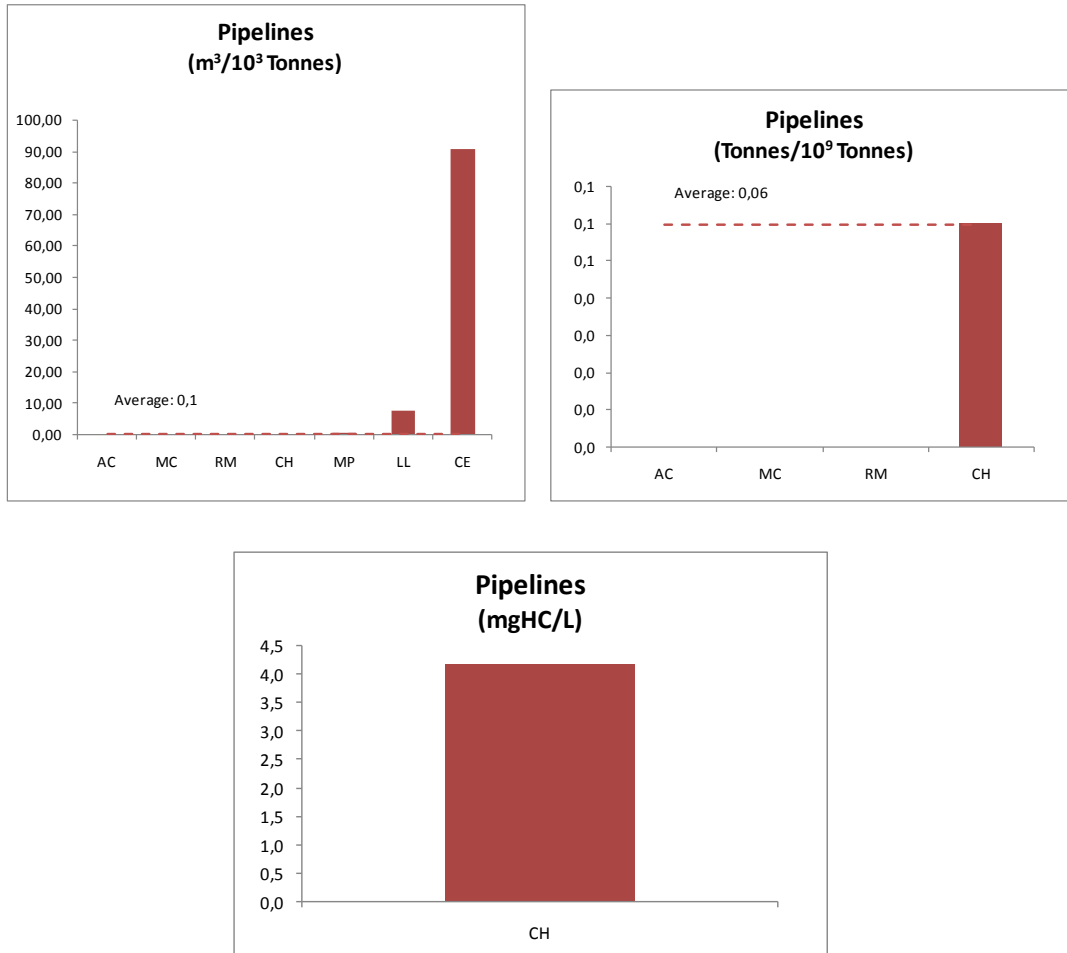 Pipelines
(m³/10³ Tonnes)
100,00
90,00
80,00
70,00
60,00
50,00
40,00
30,00
20,00
10,00
0,00
Average: 0,1
AC MC RM CH MP LL CE
Pipelines
(Tonnes/10⁹ Tonnes)
0,1
0,1
0,1
0,0
0,0
0,0
0,0
0,0
Average: 0,06
AC MC RM CH
Pipelines
(mgHC/L)
4,5
4,0
3,5
3,0
2,5
2,0
1,5
1,0
0,5
0,0
CH